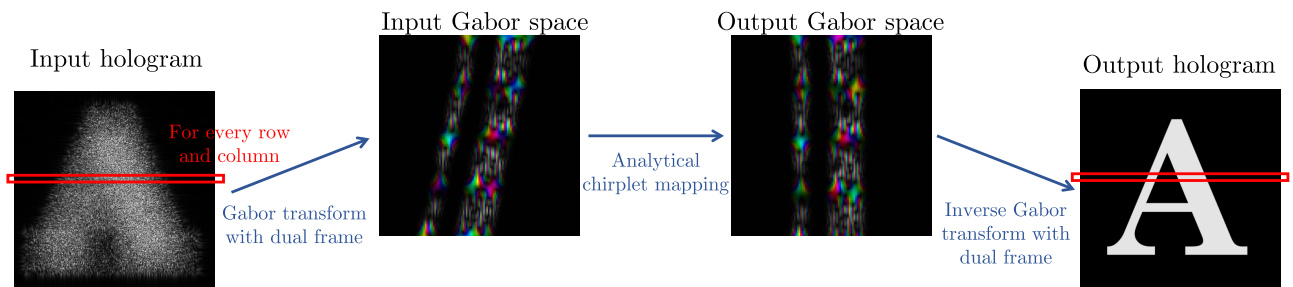 Input hologram
For every row
and column
Gabor transform
with dual frame
Input Gabor space
Analytical
chirplet mapping
Output Gabor space
Inverse Gabor
transform with
dual frame
Output hologram
A